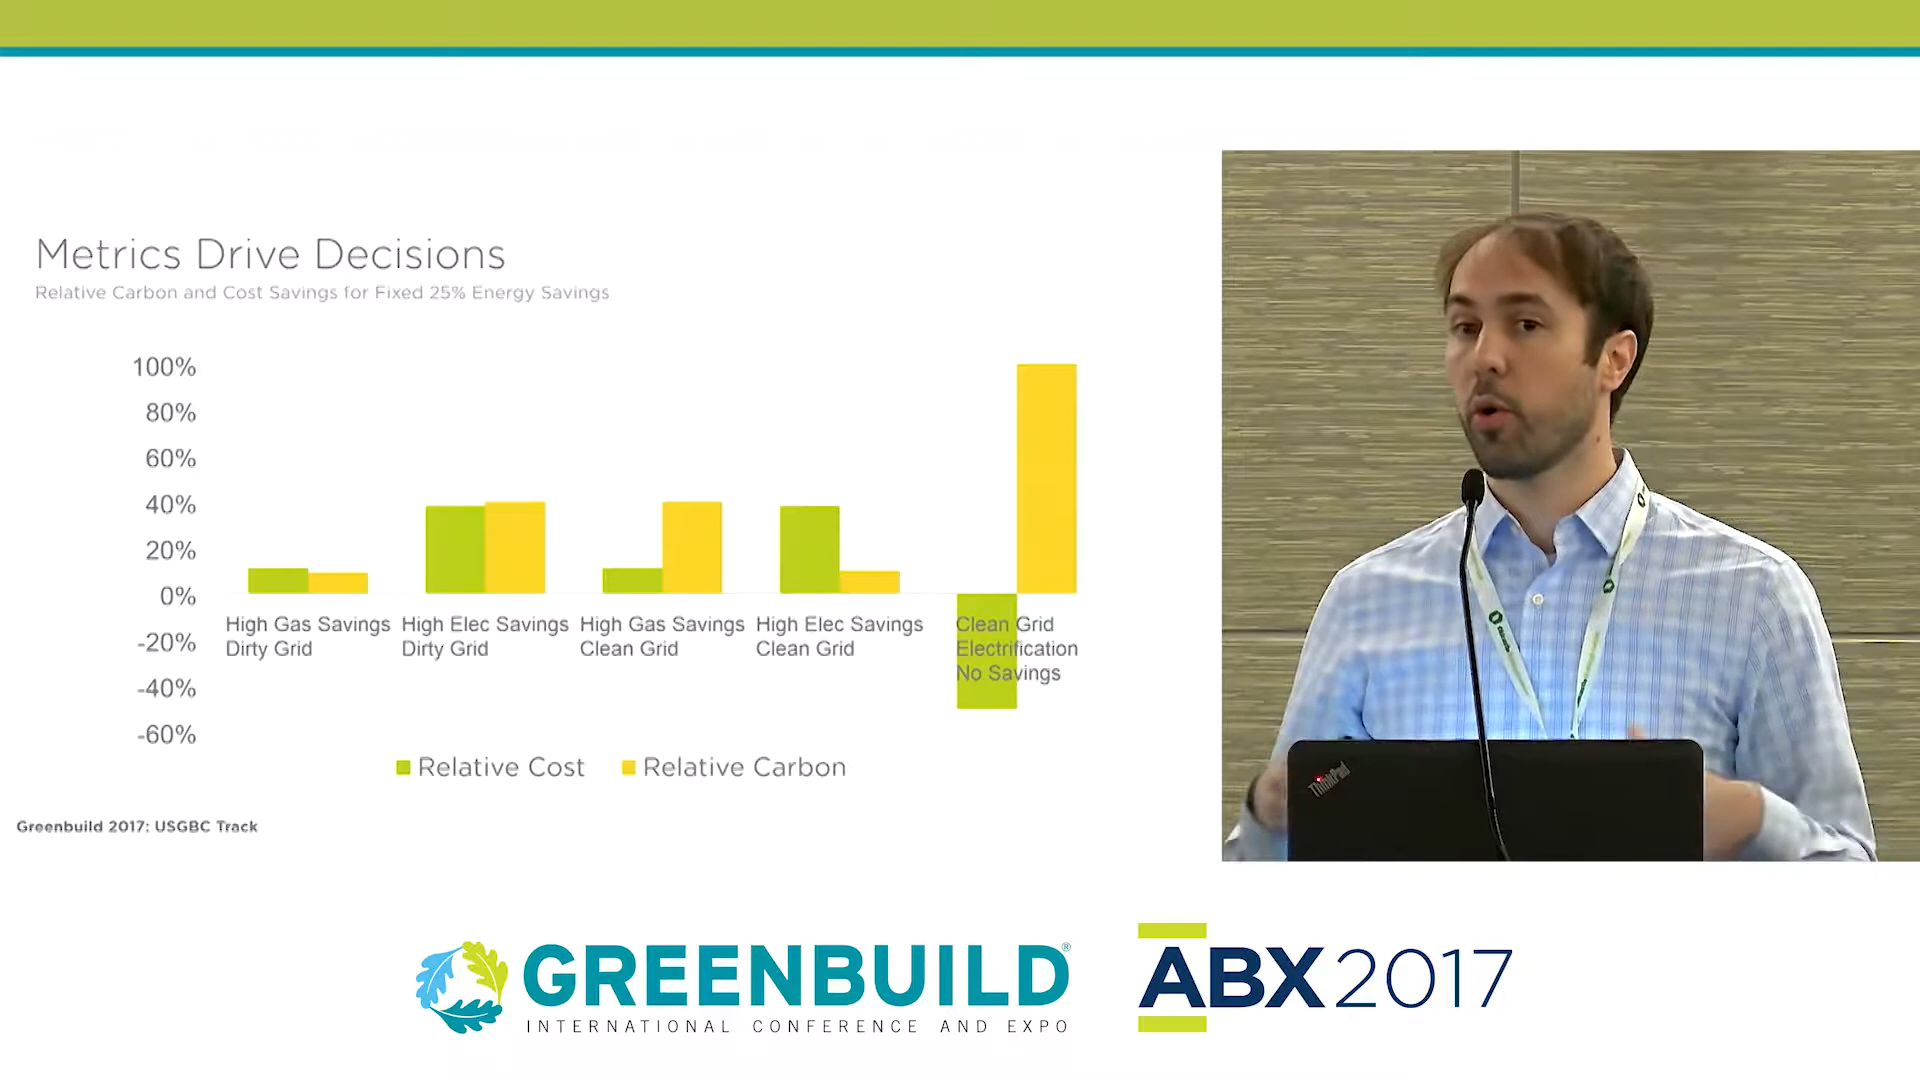 Metrics Drive Decisions
Relative Carbon and Cost Savings for Fixed 25% Energy Savings
100%
80%
60%
40%
20%
0%
-20%
-40%
-60%
High Gas Savings
Dirty Grid
High Elec Savings
Dirty Grid
High Gas Savings
Clean Grid
High Elec Savings
Clean Grid
Clean Grid
Electrification
No Savings
Relative Cost
Relative Carbon
Greenbuild 2017: USGBC Track
ThinkPad
GREENBUILD®
INTERNATIONAL CONFERENCE AND EXPO
ABX2017